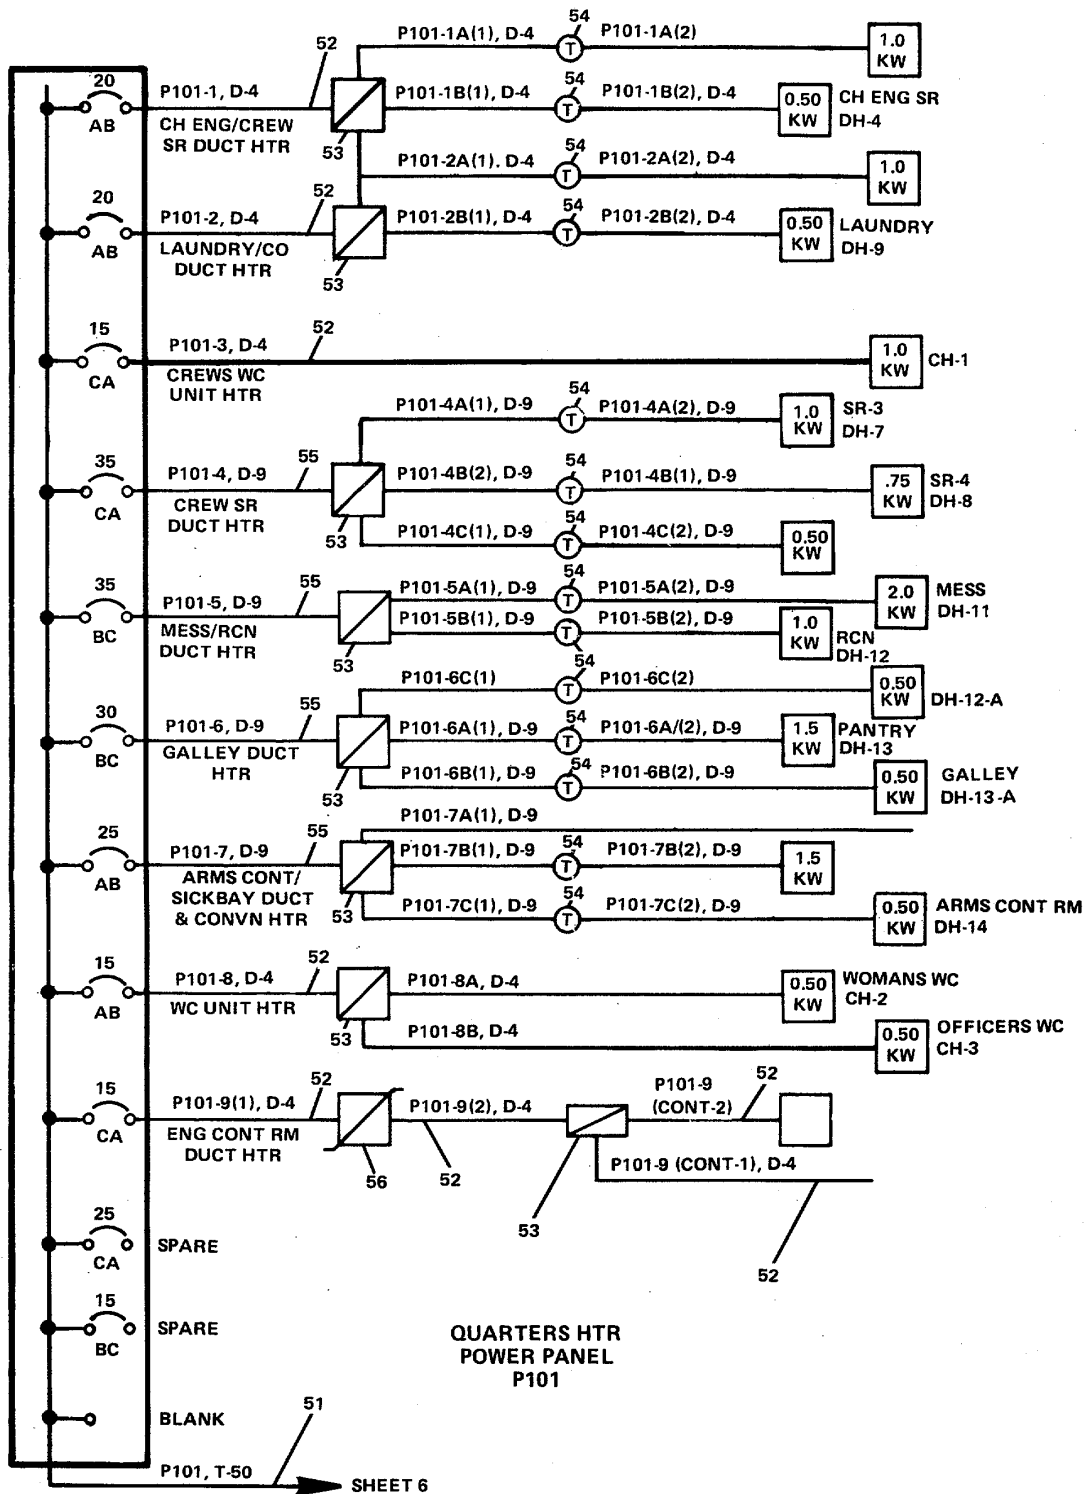 54
P101-1A(1), D-4 P101-1A(2)
1.0
KW
52
20
P101-1, D-4
AB
CH ENG/CREW
SR DUCT HTR
53
54
P101-1B(1), D-4 P101-1B(2), D-4
0.50
KW
CH ENG SR
DH-4
54
P101-2A(1). D-4 P101-2A(2), D-4
1.0
KW
20
52
P101-2, D-4
AB
LAUNDRY/CO
DUCT HTR
53
54
P101-2B(1), D-4 P101-2B(2), D-4
0.50
KW
LAUNDRY
DH-9
15
52
P101-3, D-4
CA
CREWS WC
UNIT HTR
1.0
KW
CH-1
54
P101-4A(1), D-9 P101-4A(2), D-9
1.0
KW
SR-3
DH-7
35
55
P101-4, D-9
CA
CREW SR
DUCT HTR
53
54
P101-4B(2), D-9 P101-4B(1), D-9
.75
KW
SR-4
DH-8
54
P101-4C(1), D-9 P101-4C(2), D-9
0.50
KW
35
55
P101-5, D-9
BC
MESS/RCN
DUCT HTR
53
54
P101-5A(1), D-9 P101-5A(2), D-9
2.0
KW
MESS
DH-11
P101-5B(1), D-9 P101-5B(2), D-9
1.0
KW
RCN
DH-12
54
P101-6C(1) P101-6C(2)
0.50
KW
DH-12-A
30
55
P101-6, D-9
BC
GALLEY DUCT
HTR
53
54
P101-6A(1), D-9 P101-6A/(2), D-9
1.5
KW
PANTRY
DH-13
54
P101-6B(1), D-9 P101-6B(2), D-9
0.50
KW
GALLEY
DH-13-A
P101-7A(1), D-9
25
55
P101-7, D-9
AB
ARMS CONT/
SICKBAY DUCT
& CONVN HTR
53
54
P101-7B(1), D-9 P101-7B(2), D-9
1.5
KW
54
P101-7C(1), D-9 P101-7C(2), D-9
0.50
KW
ARMS CONT RM
DH-14
15
52
P101-8, D-4
AB
WC UNIT HTR
53
P101-8A, D-4
0.50
KW
WOMANS WC
CH-2
P101-8B, D-4
0.50
KW
OFFICERS WC
CH-3
15
52
P101-9(1), D-4
CA
ENG CONT RM
DUCT HTR
56
P101-9(2), D-4
52
53
P101-9
(CONT-2)
52
P101-9 (CONT-1), D-4
52
25
CA
SPARE
15
BC
SPARE
QUARTERS HTR
POWER PANEL
P101
BLANK
51
P101, T-50
SHEET 6
T
T
T
T
T
T
T
T
T
T
T
T
T
T